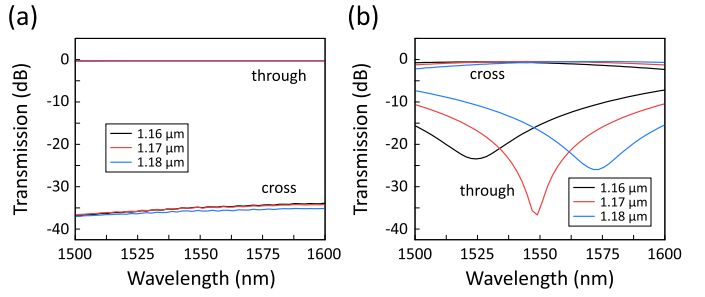 (a)
Transmission (dB)
0
-10
-20
-30
-40
through
1.16 µm
1.17 µm
1.18 µm
cross
1500 1525 1550 1575 1600
Wavelength (nm)
(b)
Transmission (dB)
0
-10
-20
-30
-40
cross
through
1.16 µm
1.17 µm
1.18 µm
1500 1525 1550 1575 1600
Wavelength (nm)